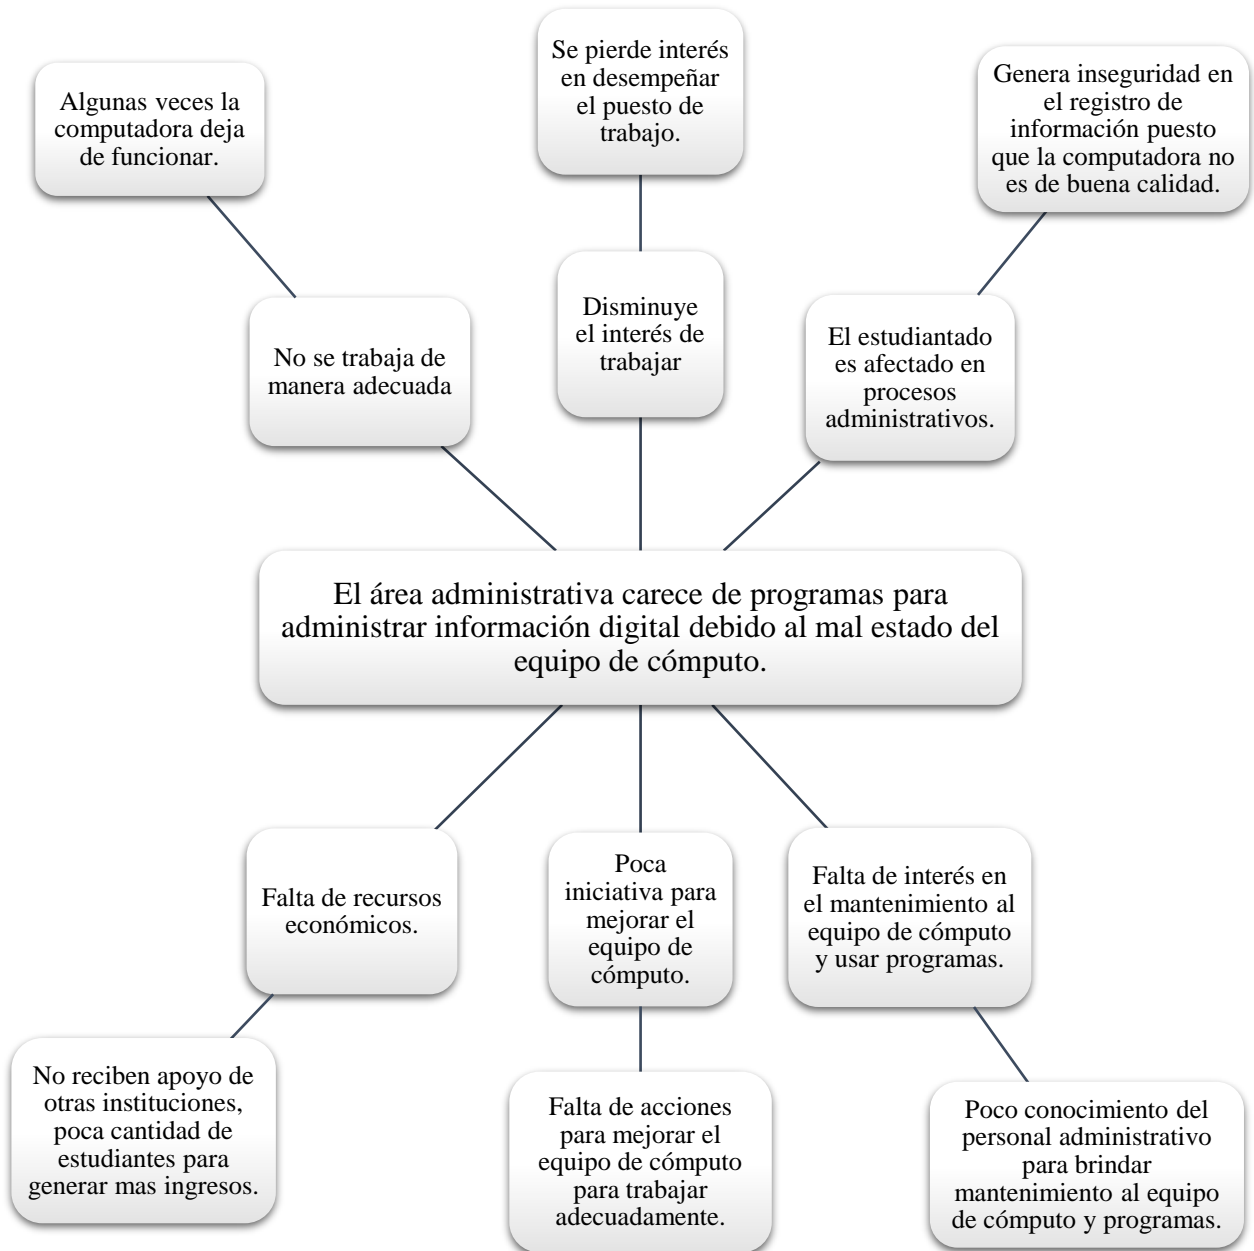 Se pierde interés
en desempeñar
el puesto de
trabajo.
Algunas veces la
computadora deja
de funcionar.
Genera inseguridad en
el registro de
información puesto
que la computadora no
es de buena calidad.
No se trabaja de
manera adecuada
Disminuye
el interés de
trabajar
El estudiantado
es afectado en
procesos
administrativos.
El área administrativa carece de programas para
administrar información digital debido al mal estado del
equipo de cómputo.
Falta de recursos
económicos.
Poca
iniciativa para
mejorar el
equipo de
cómputo.
Falta de interés en
el mantenimiento al
equipo de cómputo
y usar programas.
No reciben apoyo de
otras instituciones,
poca cantidad de
estudiantes para
generar mas ingresos.
Falta de acciones
para mejorar el
equipo de cómputo
para trabajar
adecuadamente.
Poco conocimiento del
personal administrativo
para brindar
mantenimiento al equipo
de cómputo y programas.